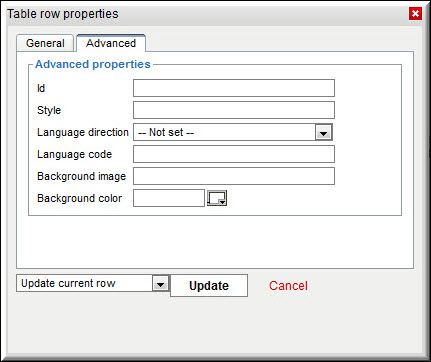 Table row properties
General Advanced
Advanced properties
Id
Style
Language direction -- Not set --
Language code
Background image
Background color
Update current row Update Cancel